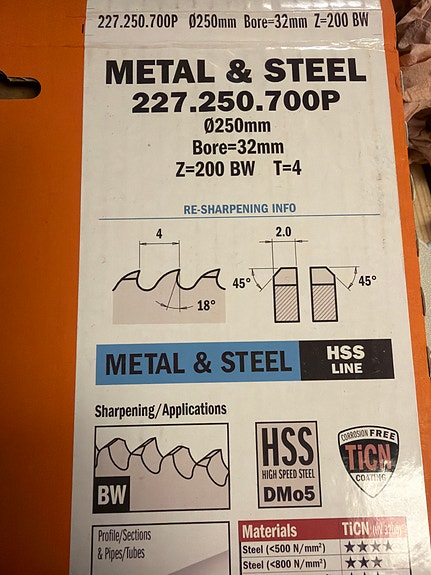 227.250.700P Ø250mm Bore=32mm Z=200 BW
METAL & STEEL
227.250.700P
Ø250mm
Bore=32mm
Z=200 BW T=4
RE-SHARPENING INFO
4
2.0
45°
45°
18°
METAL & STEEL
HSS
LINE
Sharpening/Applications
BW
HSS
HIGH SPEED STEEL
DMo5
CORROSION FREE
TiCN
COATING
Profile/Sections
& Pipes/Tubes
Materials TiCN
Steel (<500 N/mm²) ★★★★
Steel (<800 N/mm²) ★★★